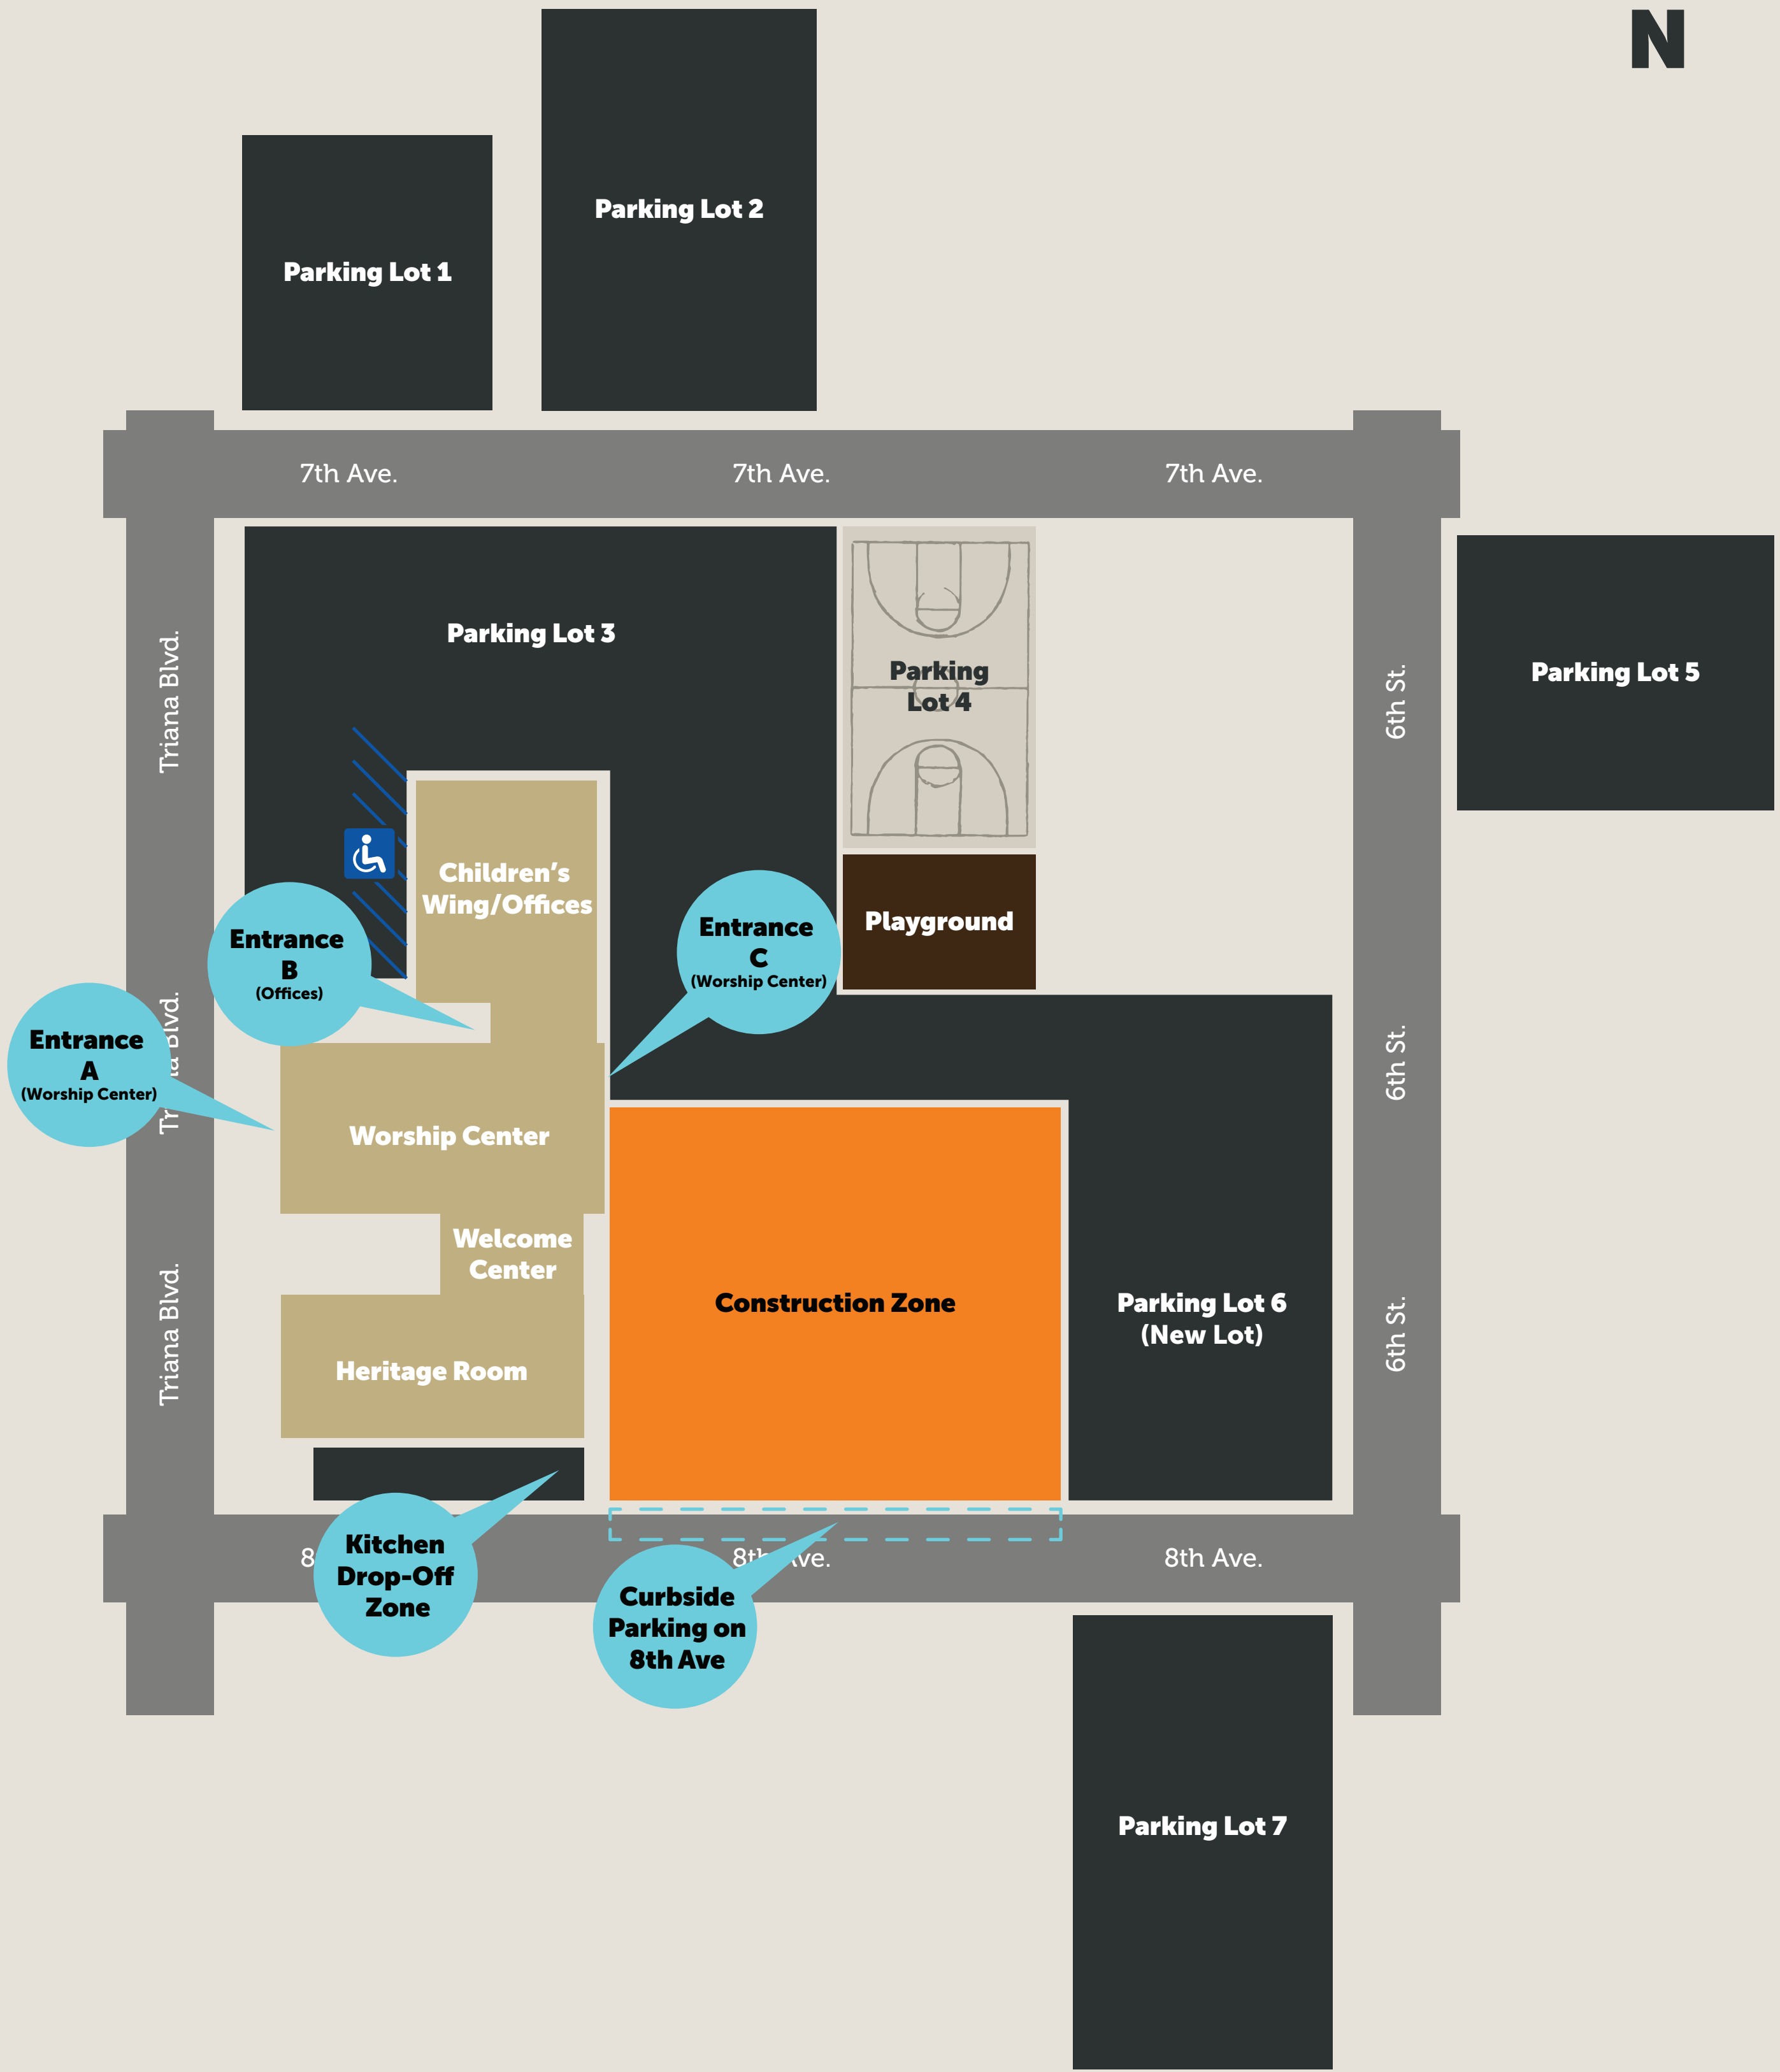 N
Parking Lot 2
Parking Lot 1
7th Ave.
7th Ave.
7th Ave.
Parking Lot 3
Parking
Lot 4
Parking Lot 5
Triana Blvd.
6th St.
Children's
Wing/Offices
Playground
Entrance
C
(Worship Center)
Entrance
B
(Offices)
Entrance
A
(Worship Center)
Blvd.
6th St.
Worship Center
Welcome
Center
Construction Zone
Parking Lot 6
(New Lot)
Triana Blvd.
6th St.
Heritage Room
Kitchen
Drop-Off
Zone
8th Ave.
8th Ave.
Curbside
Parking on
8th Ave
Parking Lot 7